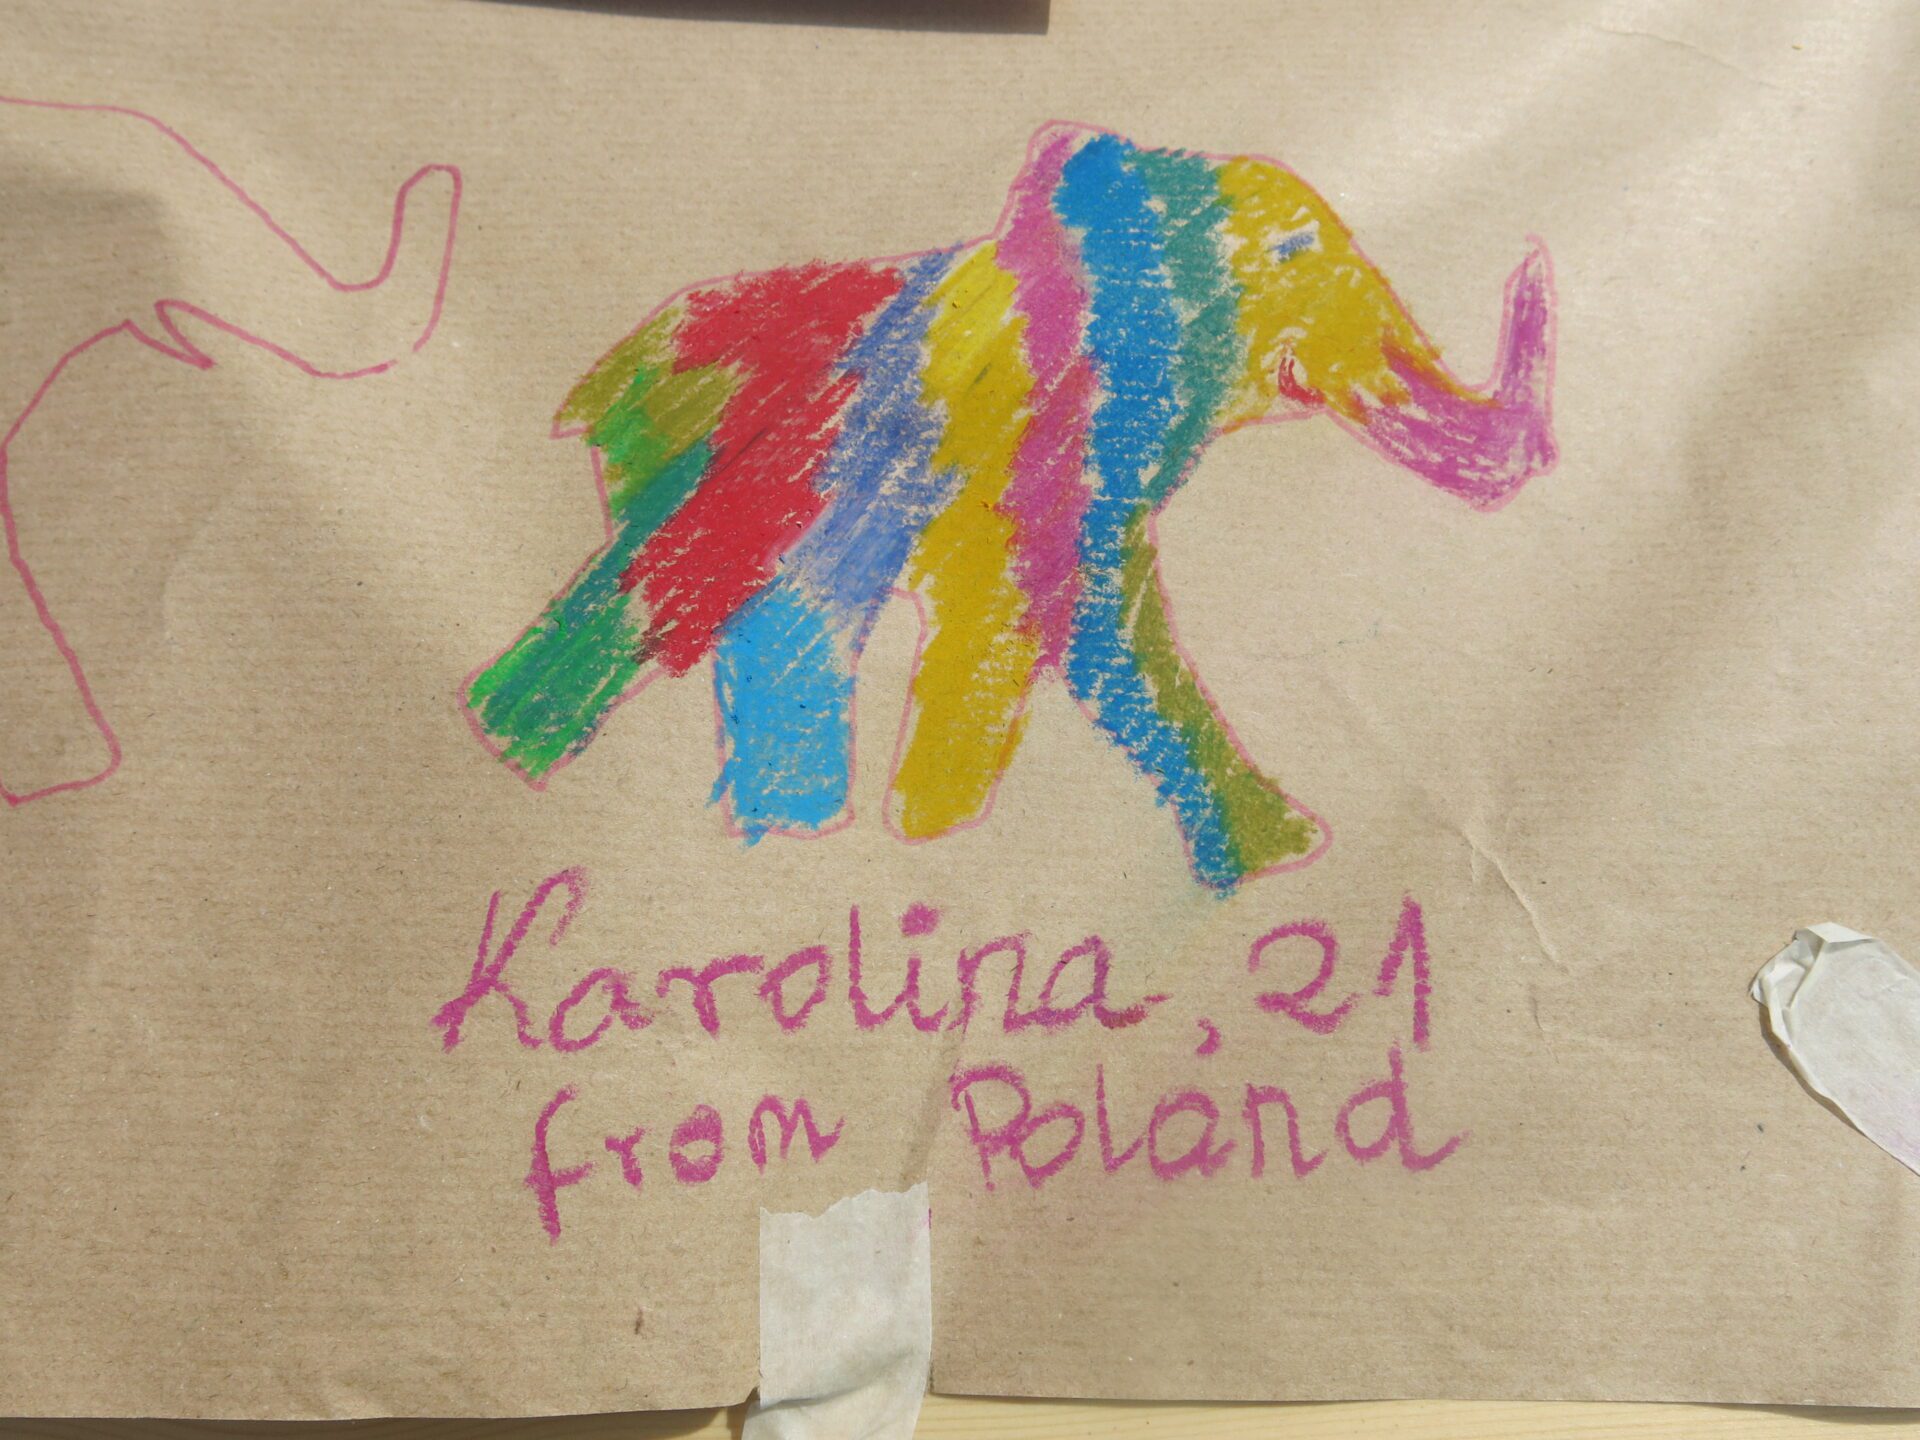 Karolina, 21
from Poland